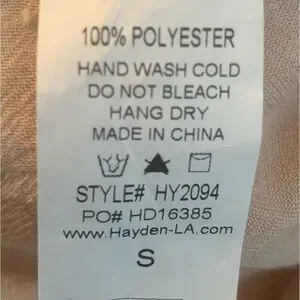 100% POLYESTER
HAND WASH COLD
DO NOT BLEACH
HANG DRY
MADE IN CHINA
STYLE# HY2094
PO# HD16385
www.Hayden-LA.com
S